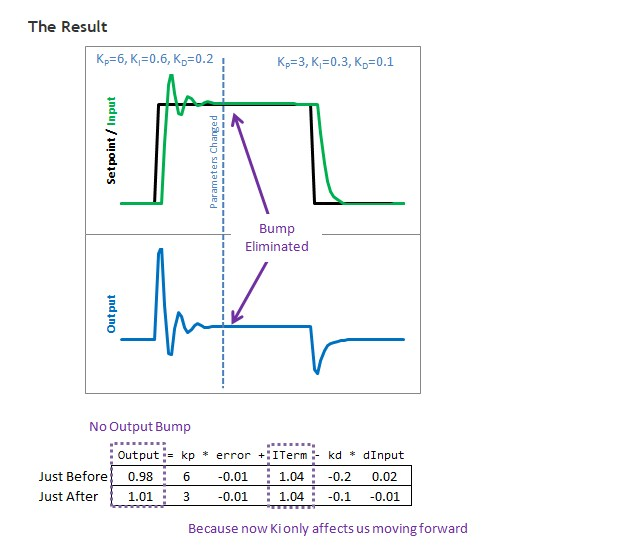 The Result
KP=6, KI=0.6, KD=0.2
KP=3, KI=0.3, KD=0.1
Setpoint / Input
Parameters Changed
Bump
Eliminated
Output
No Output Bump
Output = kp * error + ITerm - kd * dInput
Just Before 0.98 6 -0.01 1.04 -0.2 0.02
Just After 1.01 3 -0.01 1.04 -0.1 -0.01
Because now Ki only affects us moving forward